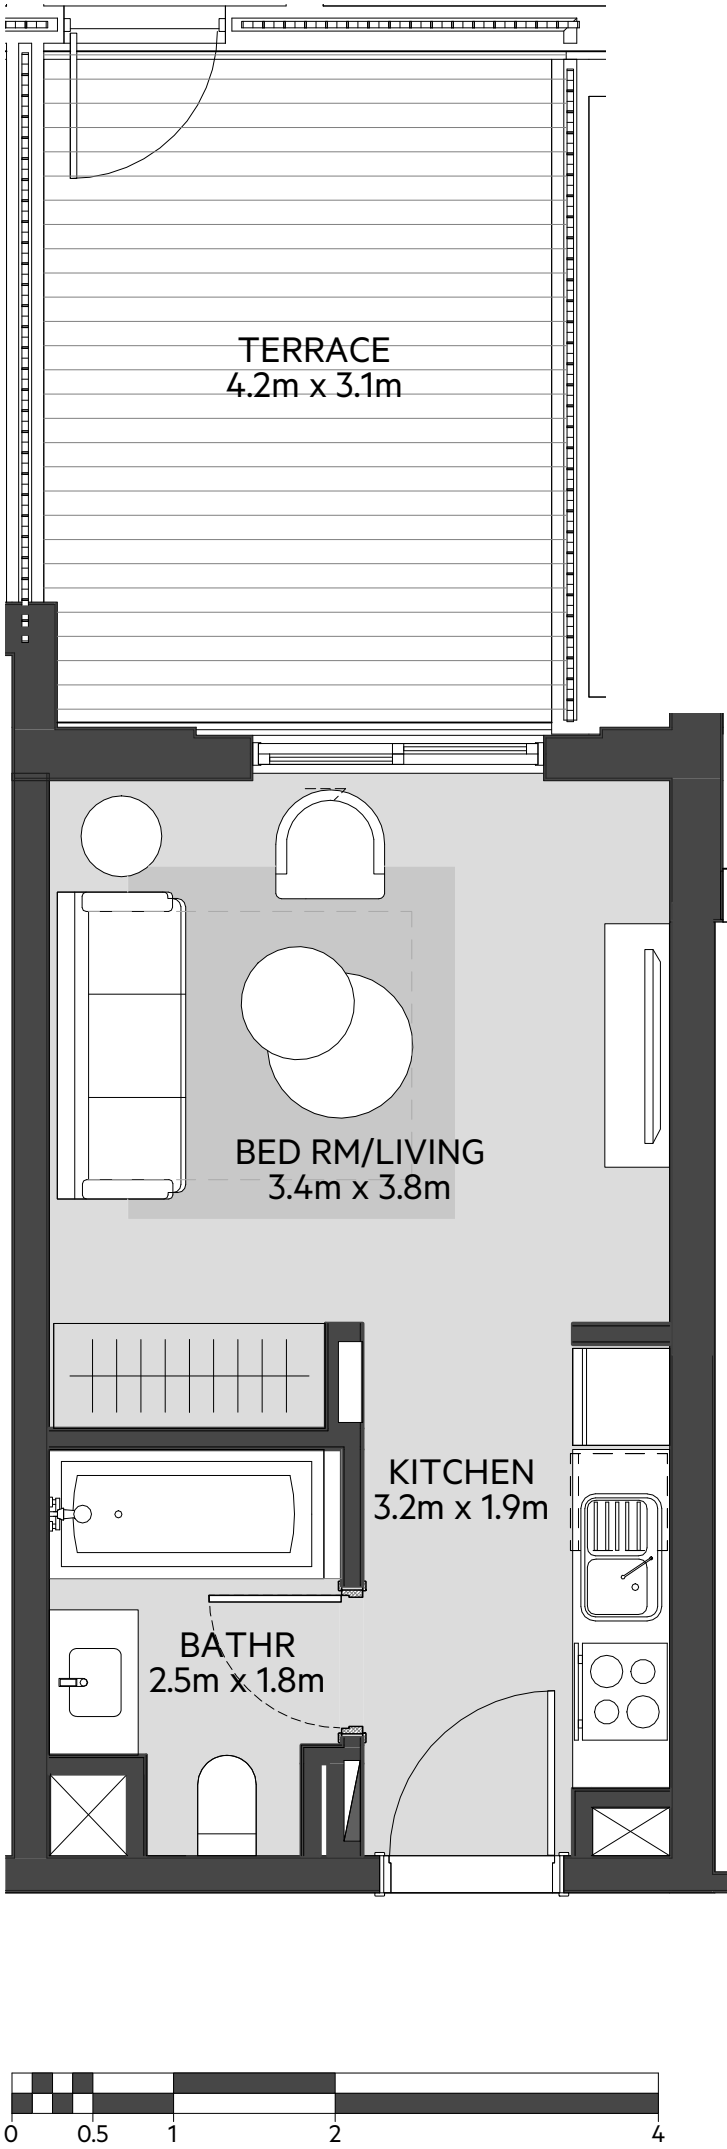 TERRACE
4.2m x 3.1m
BED RM/LIVING
3.4m x 3.8m
KITCHEN
3.2m x 1.9m
BATHR
2.5m x 1.8m
0 0.5 1 2 4